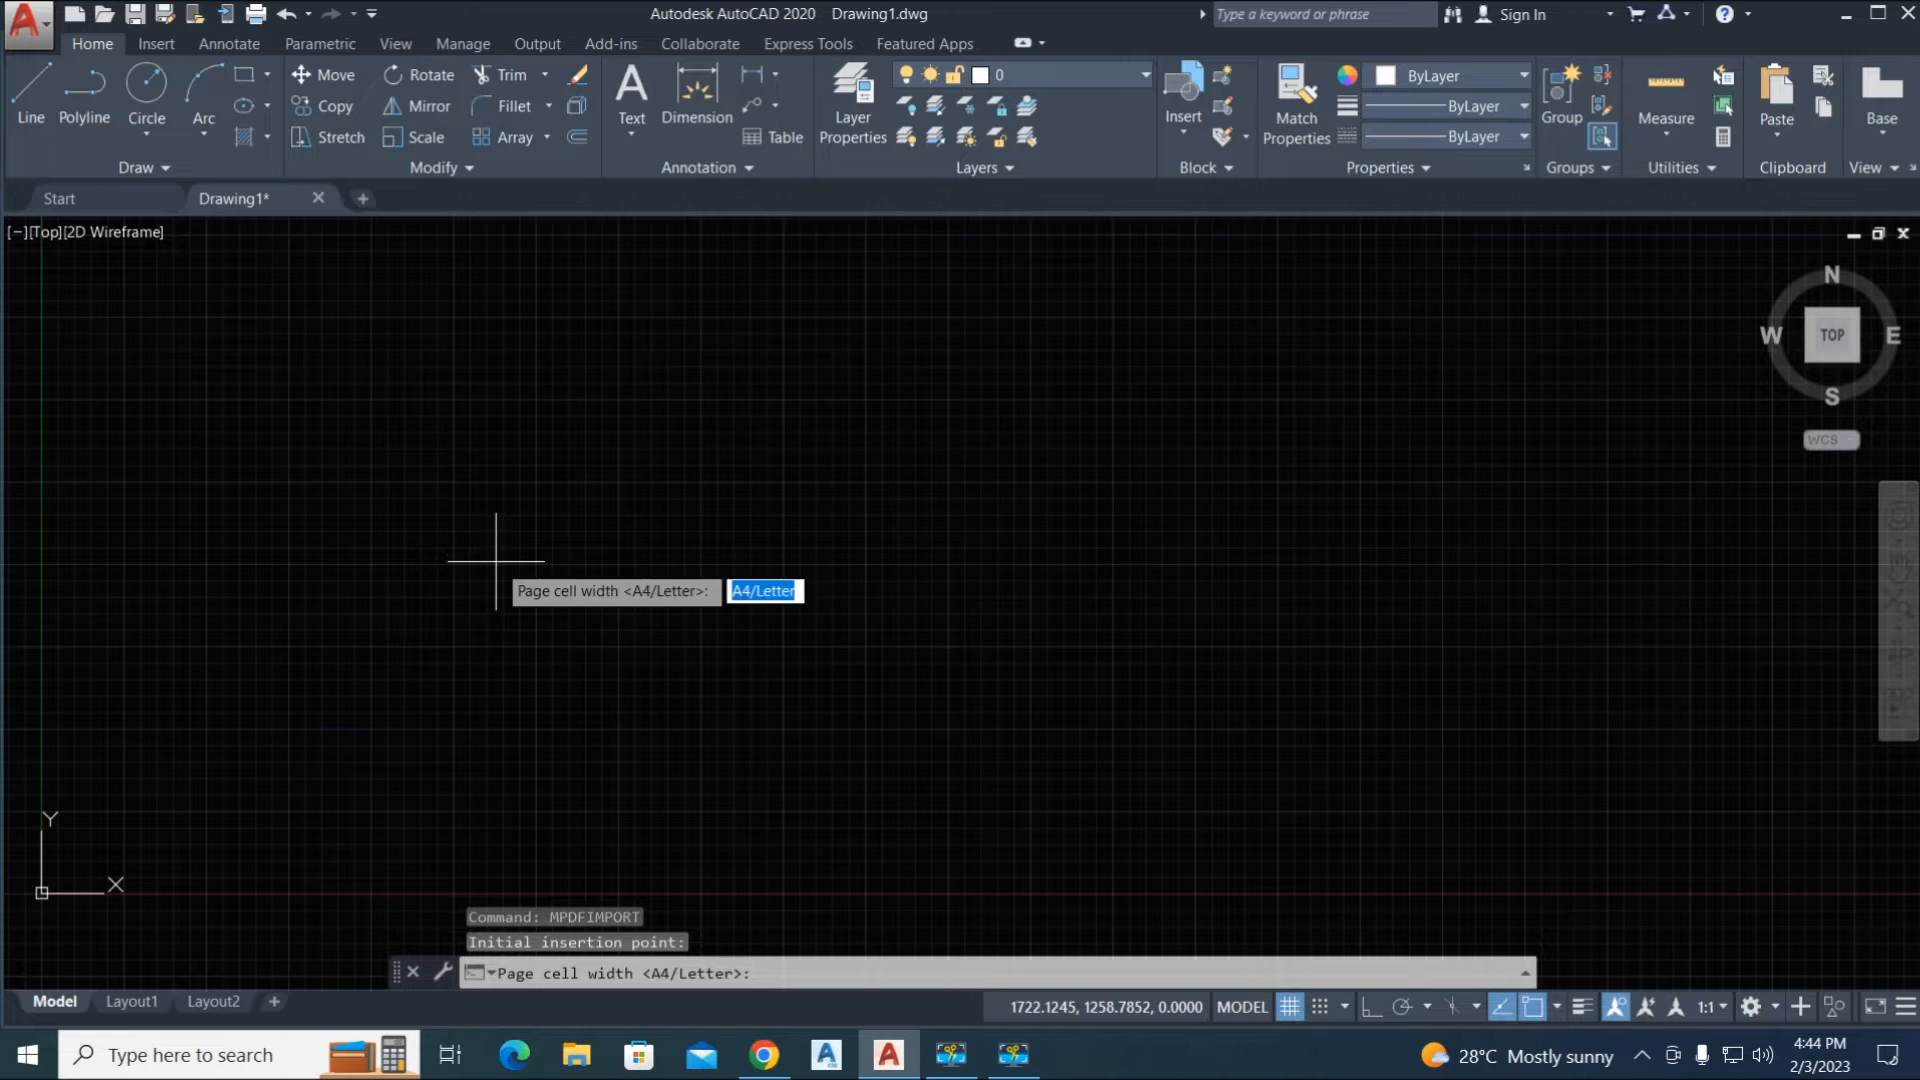 Autodesk AutoCAD 2020 Drawing1.dwg
Type a keyword or phrase
Sign In
Home Insert Annotate Parametric View Manage Output Add-ins Collaborate Express Tools Featured Apps
Line Polyline Circle Arc
Draw
Move Rotate Trim
Copy Mirror Fillet
Stretch Scale Array
Modify
Text Dimension Table
Annotation
Layer Properties
0
Layers
Insert
Block
Match Properties
ByLayer
ByLayer
ByLayer
Properties
Group
Groups
Measure
Utilities
Paste
Clipboard
Base
View
Start Drawing1*
[−][Top][2D Wireframe]
N
W TOP E
S
WCS
Page cell width <A4/Letter>: A4/Letter
Y
X
Command: MPDFIMPORT
Initial insertion point:
Page cell width <A4/Letter>:
Model Layout1 Layout2
1722.1245, 1258.7852, 0.0000 MODEL 1:1
Type here to search
28°C Mostly sunny
4:44 PM
2/3/2023